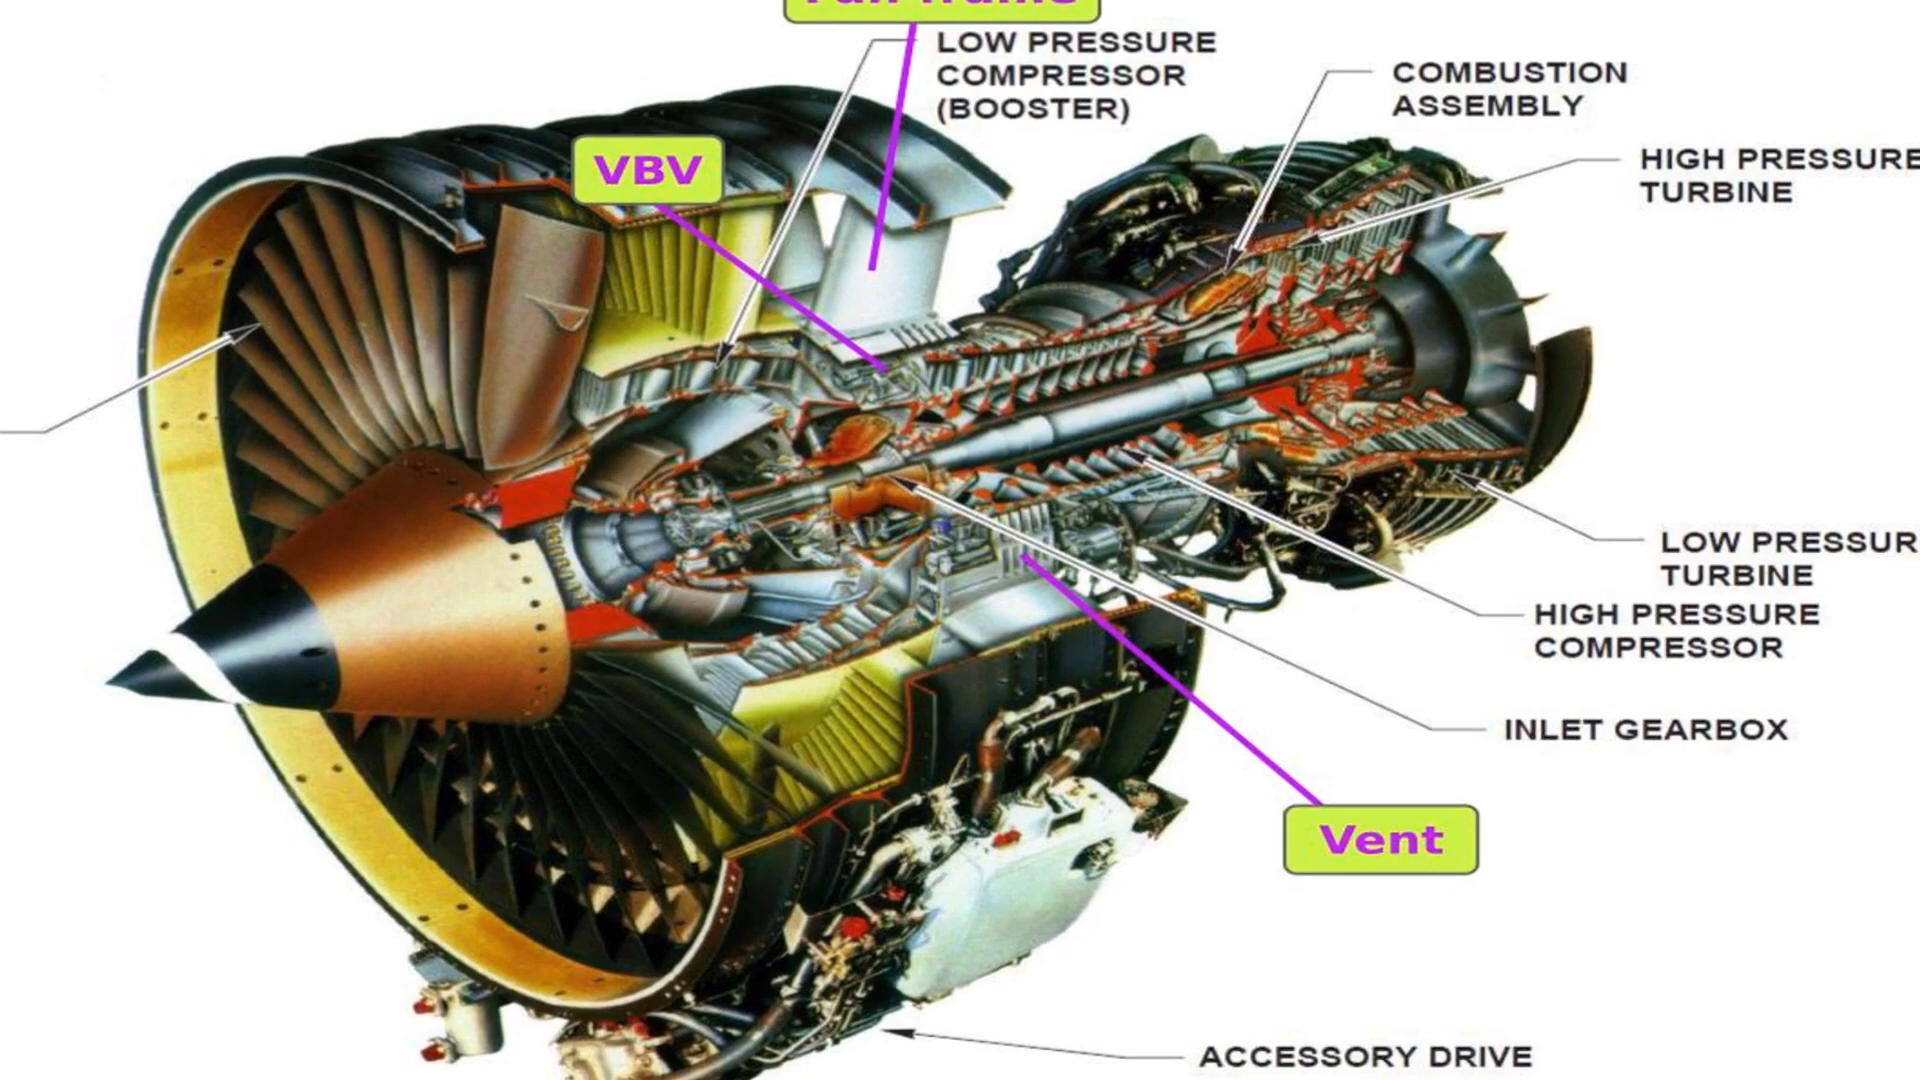 LOW PRESSURE
COMPRESSOR
(BOOSTER)
COMBUSTION
ASSEMBLY
VBV
HIGH PRESSURE
TURBINE
LOW PRESSUR
TURBINE
HIGH PRESSURE
COMPRESSOR
INLET GEARBOX
Vent
ACCESSORY DRIVE